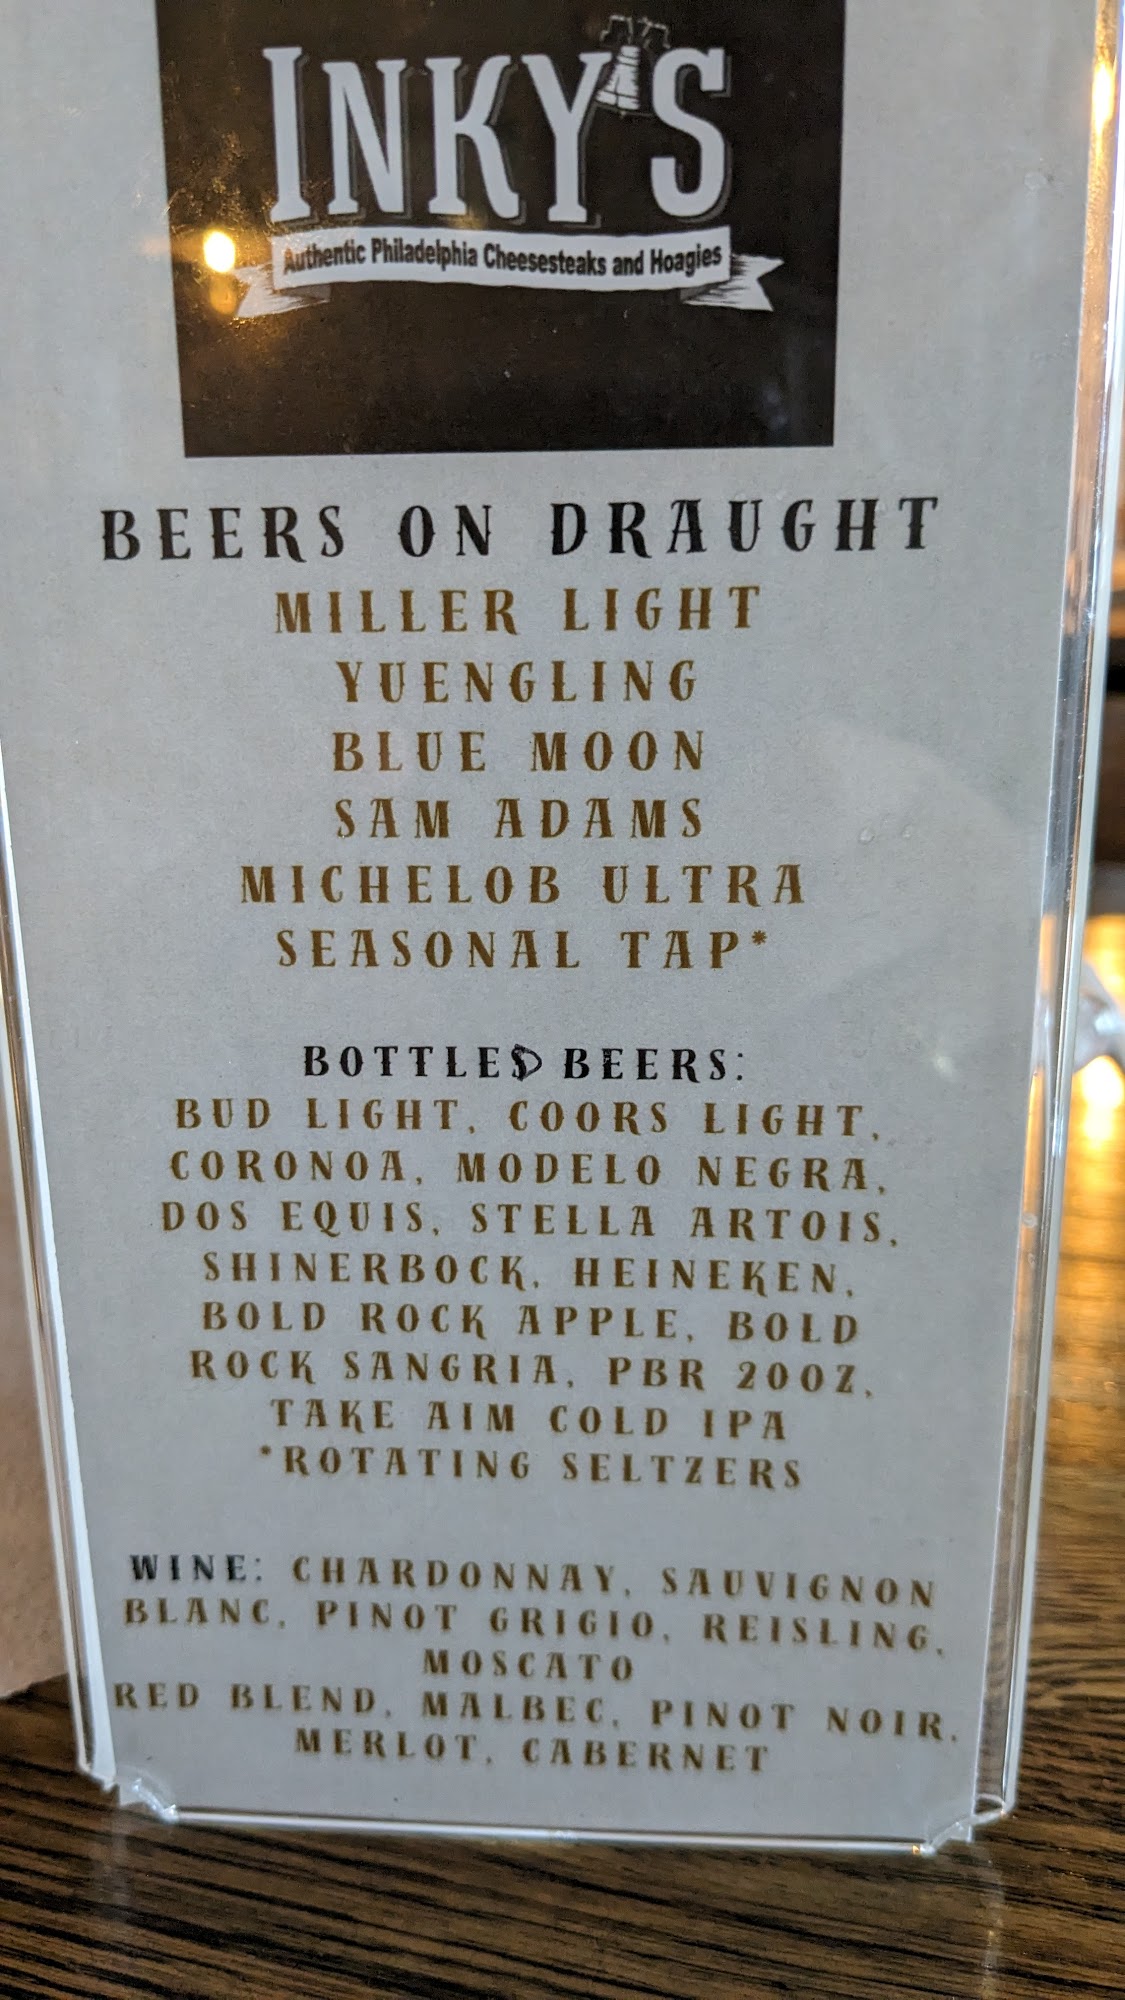 INKY'S
Authentic Philadelphia Cheesesteaks and Hoagies
BEERS ON DRAUGHT
MILLER LIGHT
YUENGLING
BLUE MOON
SAM ADAMS
MICHELOB ULTRA
SEASONAL TAP*
BOTTLED BEERS:
BUD LIGHT, COORS LIGHT,
CORONOA, MODELO NEGRA,
DOS EQUIS, STELLA ARTOIS,
SHINERBOCK, HEINEKEN,
BOLD ROCK APPLE, BOLD
ROCK SANGRIA, PBR 20OZ,
TAKE AIM COLD IPA
*ROTATING SELTZERS
WINE: CHARDONNAY, SAUVIGNON
BLANC, PINOT GRIGIO, REISLING,
MOSCATO
RED BLEND, MALBEC, PINOT NOIR,
MERLOT, CABERNET